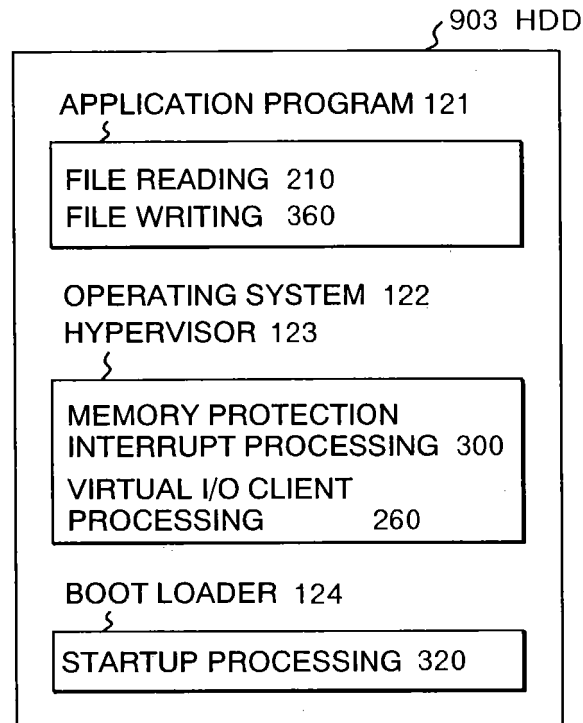 903 HDD
APPLICATION PROGRAM 121
FILE READING 210
FILE WRITING 360
OPERATING SYSTEM 122
HYPERVISOR 123
MEMORY PROTECTION
INTERRUPT PROCESSING 300
VIRTUAL I/O CLIENT
PROCESSING 260
BOOT LOADER 124
STARTUP PROCESSING 320